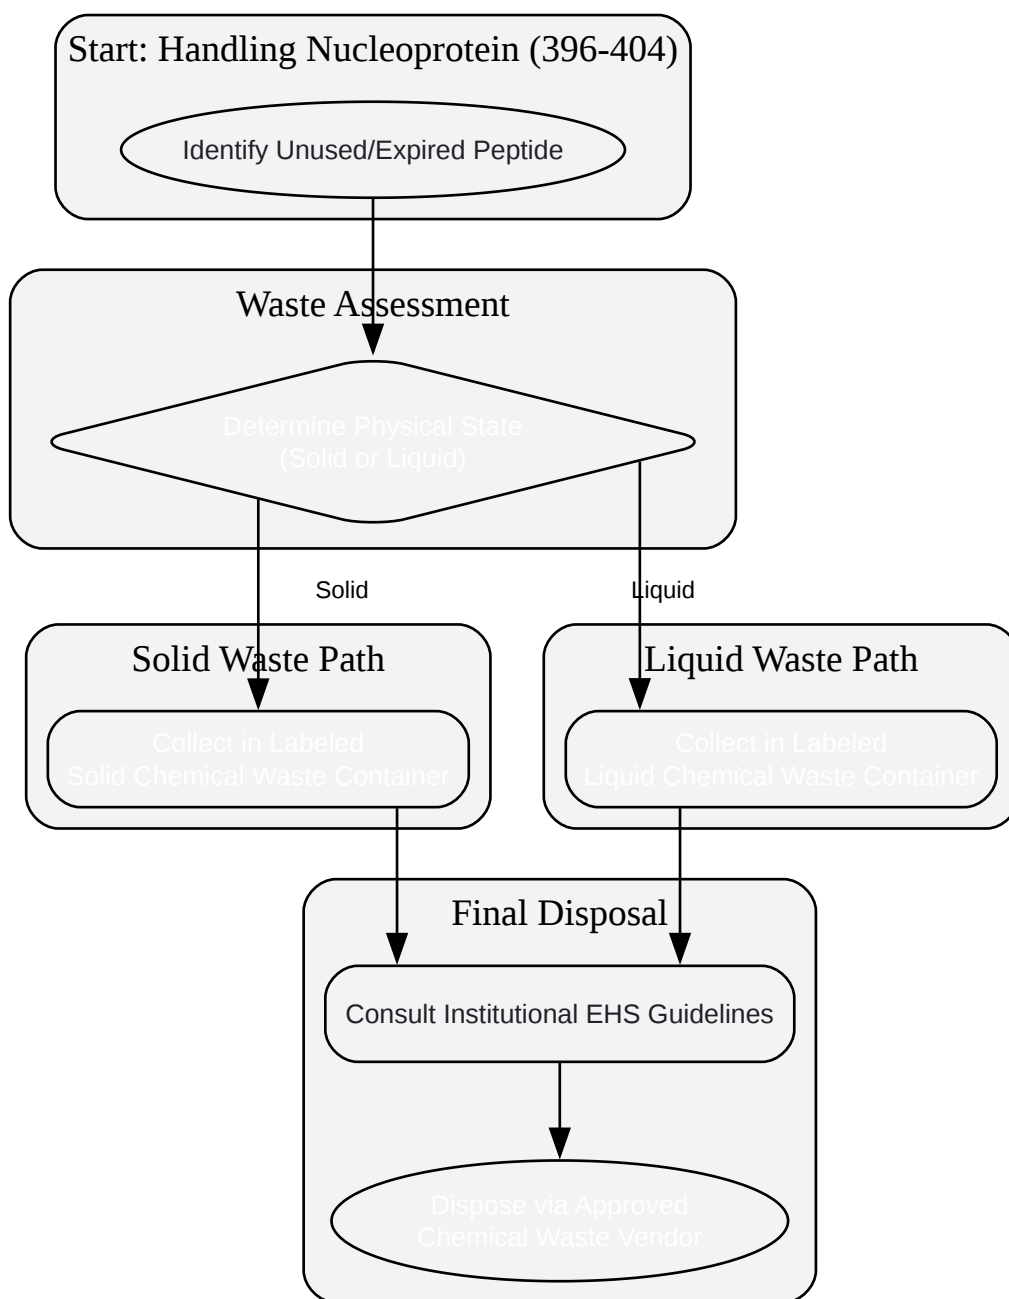 Start: Handling Nucleoprotein (396-404)
Identify Unused/Expired Peptide
Waste Assessment
Determine Physical State
(Solid or Liquid)
Solid
Liquid
Solid Waste Path
Liquid Waste Path
Collect in Labeled
Solid Chemical Waste Container
Collect in Labeled
Liquid Chemical Waste Container
Final Disposal
Consult Institutional EHS Guidelines
Dispose via Approved
Chemical Waste Vendor